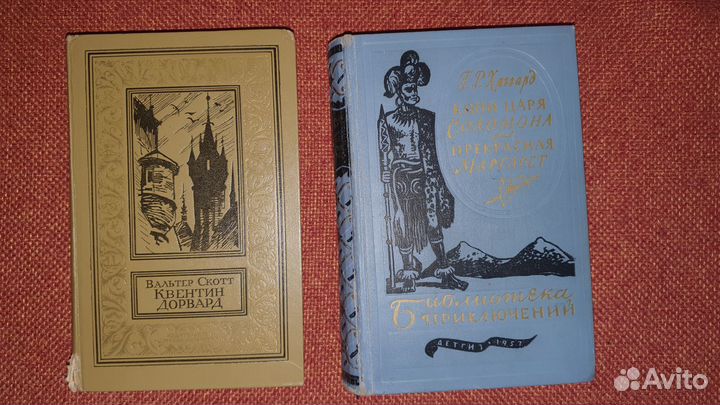 Вальтер Скотт
Квентин
Дорвард
Г. Р. Хаггард
Копи царя
Соломона
Прекрасная
Маргарет
Библиотека
приключений
Детгиз · 1957
Avito